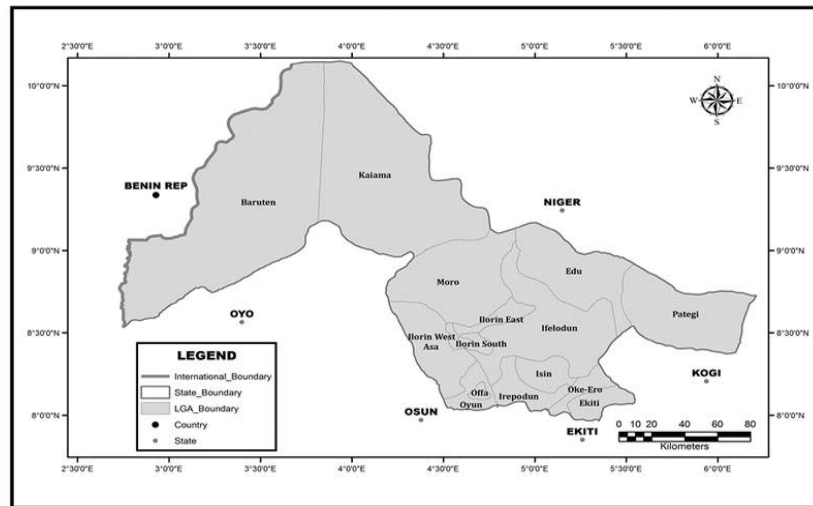 2°30'0"E 3°0'0"E 3°30'0"E 4°0'0"E 4°30'0"E 5°0'0"E 5°30'0"E 6°0'0"E
N
W E
S
10°0'0"N 10°0'0"N
9°30'0"N 9°30'0"N
9°0'0"N 9°0'0"N
8°30'0"N 8°30'0"N
8°0'0"N 8°0'0"N
BENIN REP
Baruten
Kaiama
NIGER
Moro
Edu
Pategi
OYO
Ilorin East
Ifelodun
Ilorin West
Asa
Ilorin South
Isin
KOGI
Offa
Oyun
Irepodun
Oke-Ero
Ekiti
OSUN
EKITI
LEGEND
International_Boundary
State_Boundary
LGA_Boundary
Country
State
0 10 20 40 60 80
Kilometers
2°30'0"E 3°0'0"E 3°30'0"E 4°0'0"E 4°30'0"E 5°0'0"E 5°30'0"E 6°0'0"E